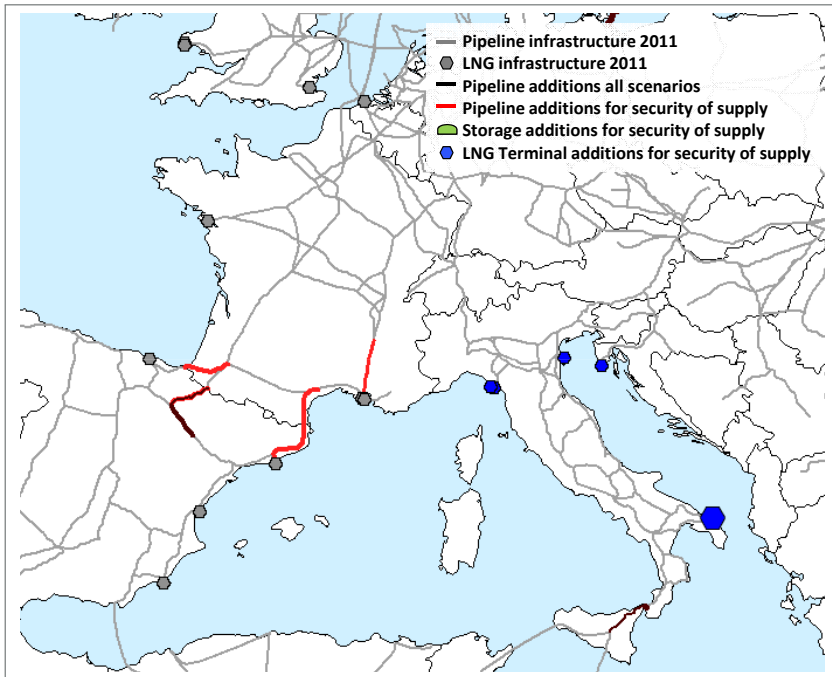 Pipeline infrastructure 2011
LNG infrastructure 2011
Pipeline additions all scenarios
Pipeline additions for security of supply
Storage additions for security of supply
LNG Terminal additions for security of supply